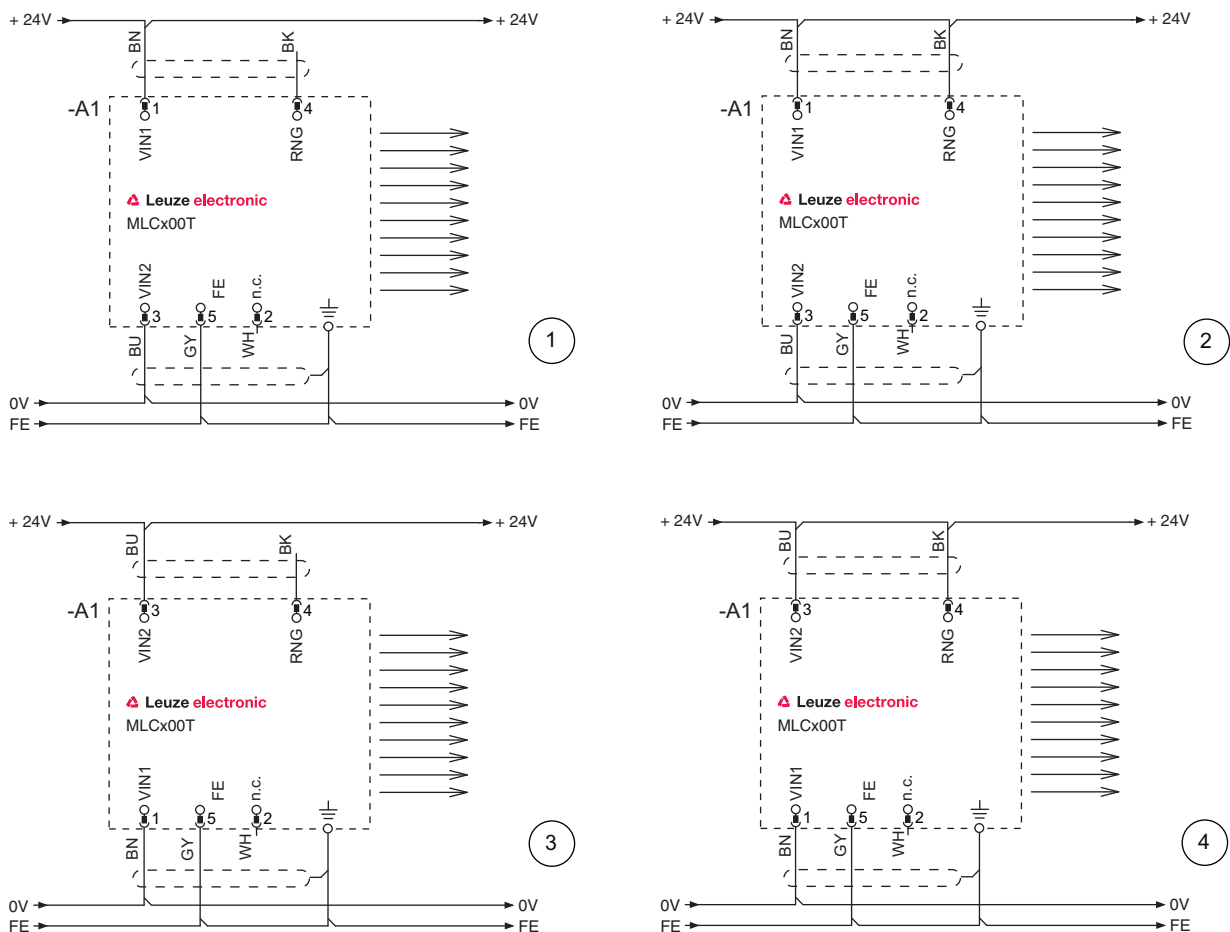 + 24V
+ 24V
BN
BK
-A1
1
4
VIN1
RNG
Leuze electronic
MLCx00T
VIN2
FE
n.c.
3
5
2
BU
GY
WH
1
0V
0V
FE
FE
+ 24V
+ 24V
BN
BK
-A1
1
4
VIN1
RNG
Leuze electronic
MLCx00T
VIN2
FE
n.c.
3
5
2
BU
GY
WH
2
0V
0V
FE
FE
+ 24V
+ 24V
BU
BK
-A1
3
4
VIN2
RNG
Leuze electronic
MLCx00T
VIN1
FE
n.c.
1
5
2
BN
GY
WH
3
0V
0V
FE
FE
+ 24V
+ 24V
BU
BK
-A1
3
4
VIN2
RNG
Leuze electronic
MLCx00T
VIN1
FE
n.c.
1
5
2
BN
GY
WH
4
0V
0V
FE
FE